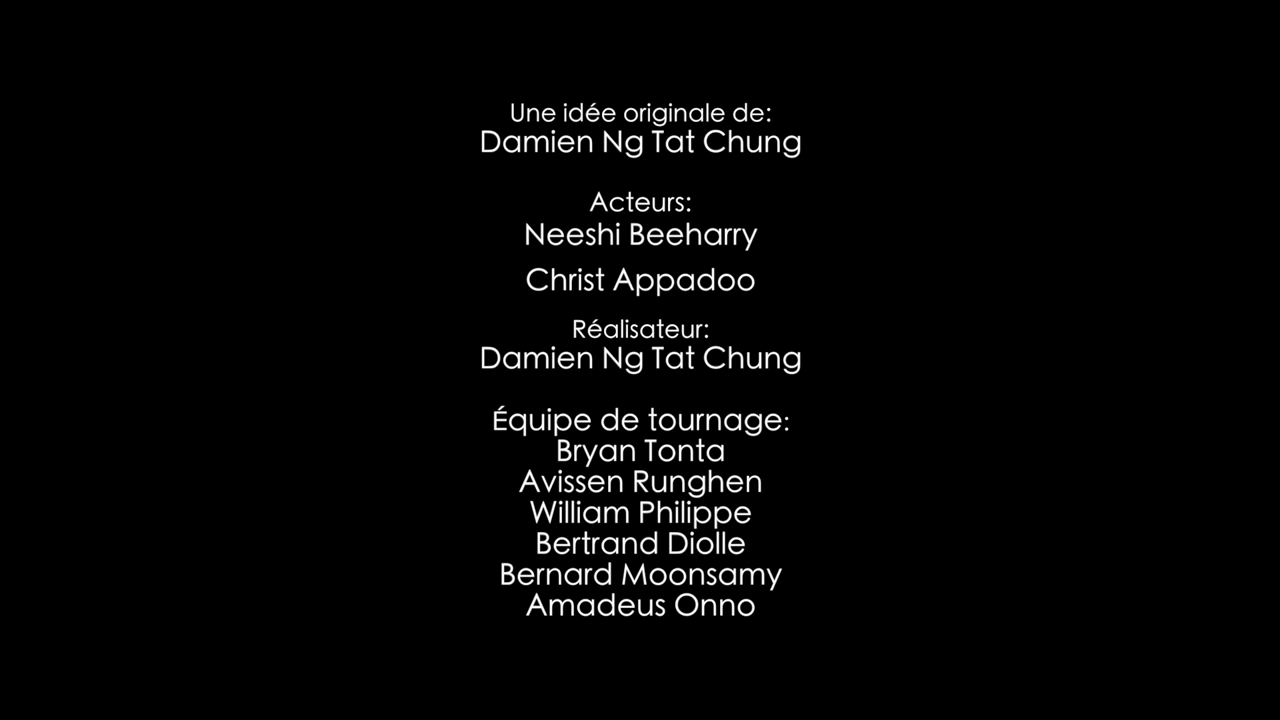 Une idée originale de:
Damien Ng Tat Chung
Acteurs:
Neeshi Beeharry
Christ Appadoo
Réalisateur:
Damien Ng Tat Chung
Équipe de tournage:
Bryan Tonta
Avissen Runghen
William Philippe
Bertrand Diolle
Bernard Moonsamy
Amadeus Onno